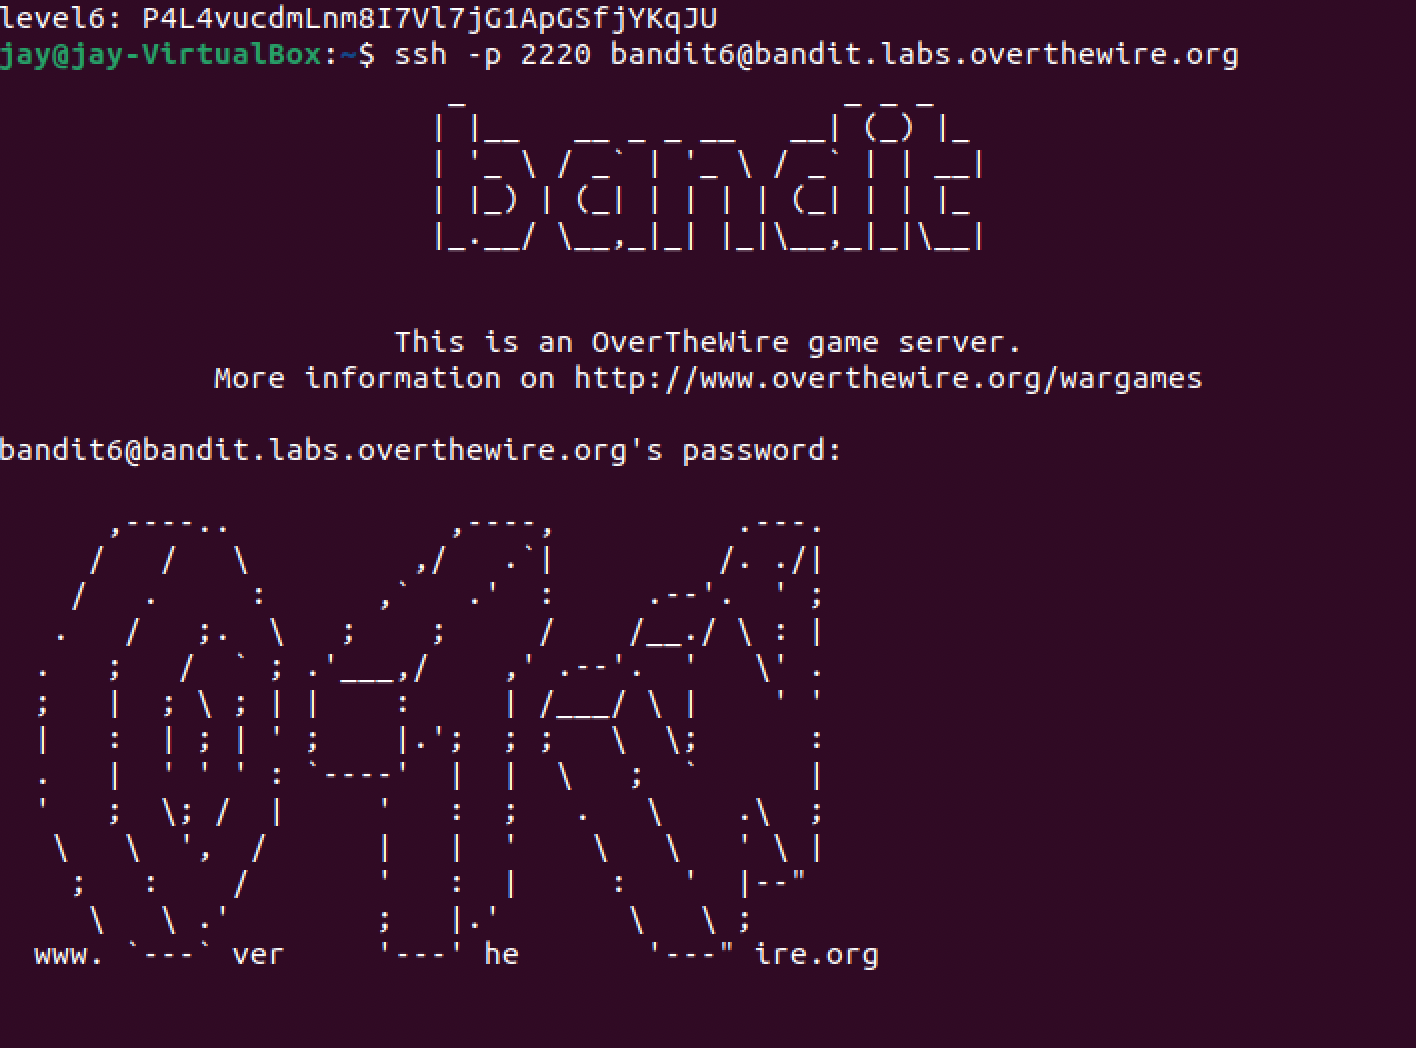 level6: P4L4vucdmLnm8I7Vl7jG1ApGSfjYKqJU
jay@jay-VirtualBox:~$ ssh -p 2220 bandit6@bandit.labs.overthewire.org
bandit
This is an OverTheWire game server.
More information on http://www.overthewire.org/wargames
bandit6@bandit.labs.overthewire.org's password:
www. ver he ire.org